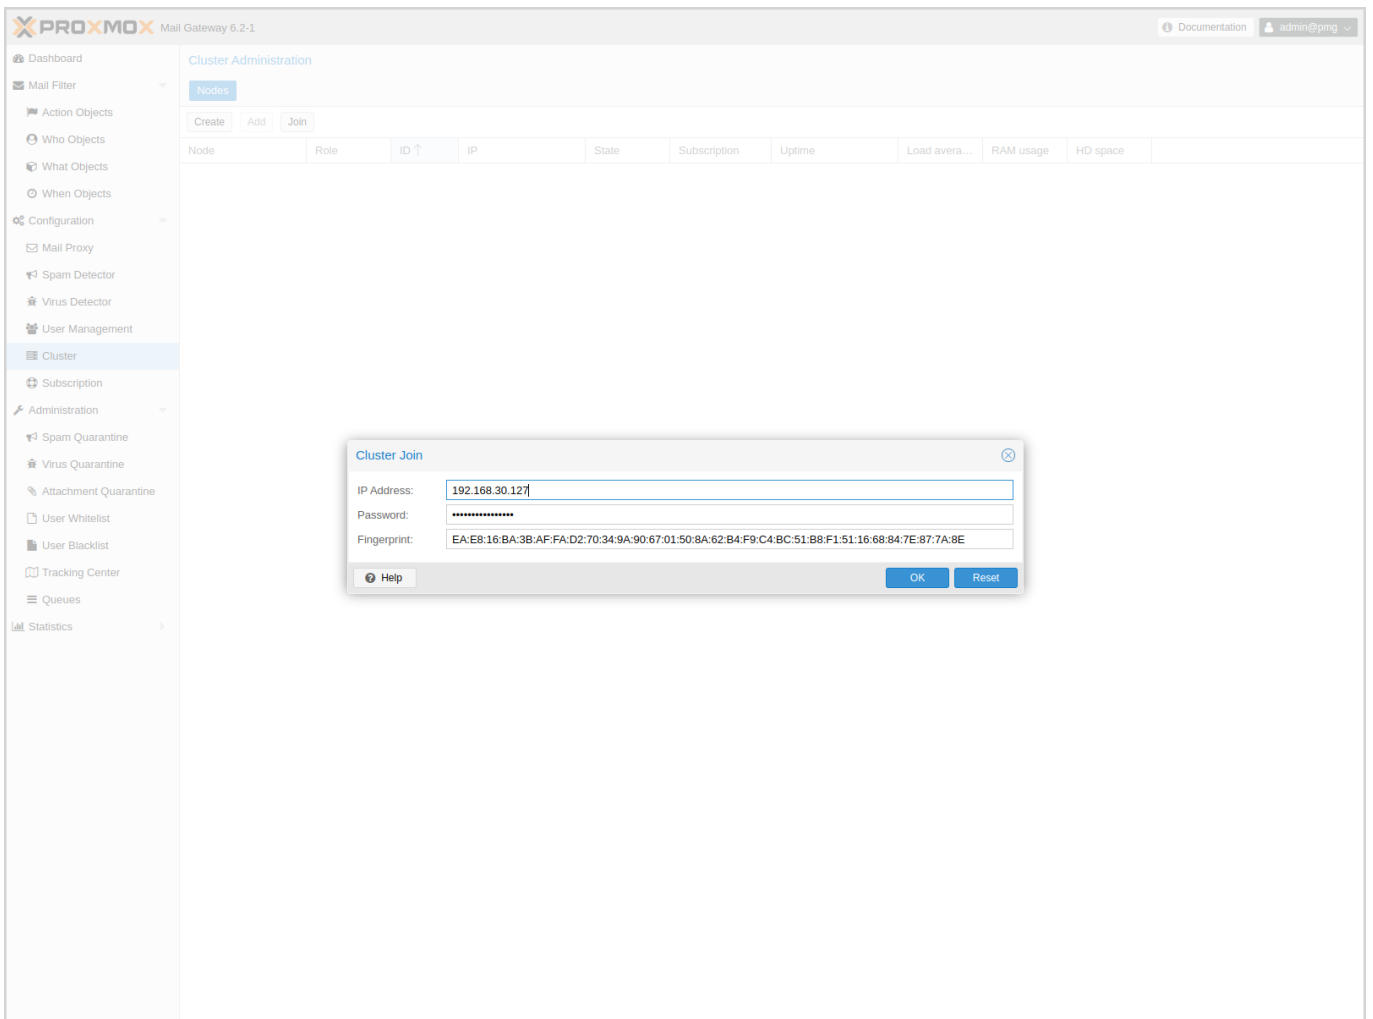 PROXMOX Mail Gateway 6.2-1 Documentation admin@pmg
Dashboard
Mail Filter
Action Objects
Who Objects
What Objects
When Objects
Configuration
Mail Proxy
Spam Detector
Virus Detector
User Management
Cluster
Subscription
Administration
Spam Quarantine
Virus Quarantine
Attachment Quarantine
User Whitelist
User Blacklist
Tracking Center
Queues
Statistics
Cluster Administration
Nodes
Create Add Join
Node Role ID IP State Subscription Uptime Load avera... RAM usage HD space
Cluster Join
IP Address: 192.168.30.127
Password: ••••••••••••••••
Fingerprint: EA:E8:16:BA:3B:AF:FA:D2:70:34:9A:90:67:01:50:8A:62:B4:F9:C4:BC:51:B8:F1:51:16:68:84:7E:87:7A:8E
Help OK Reset